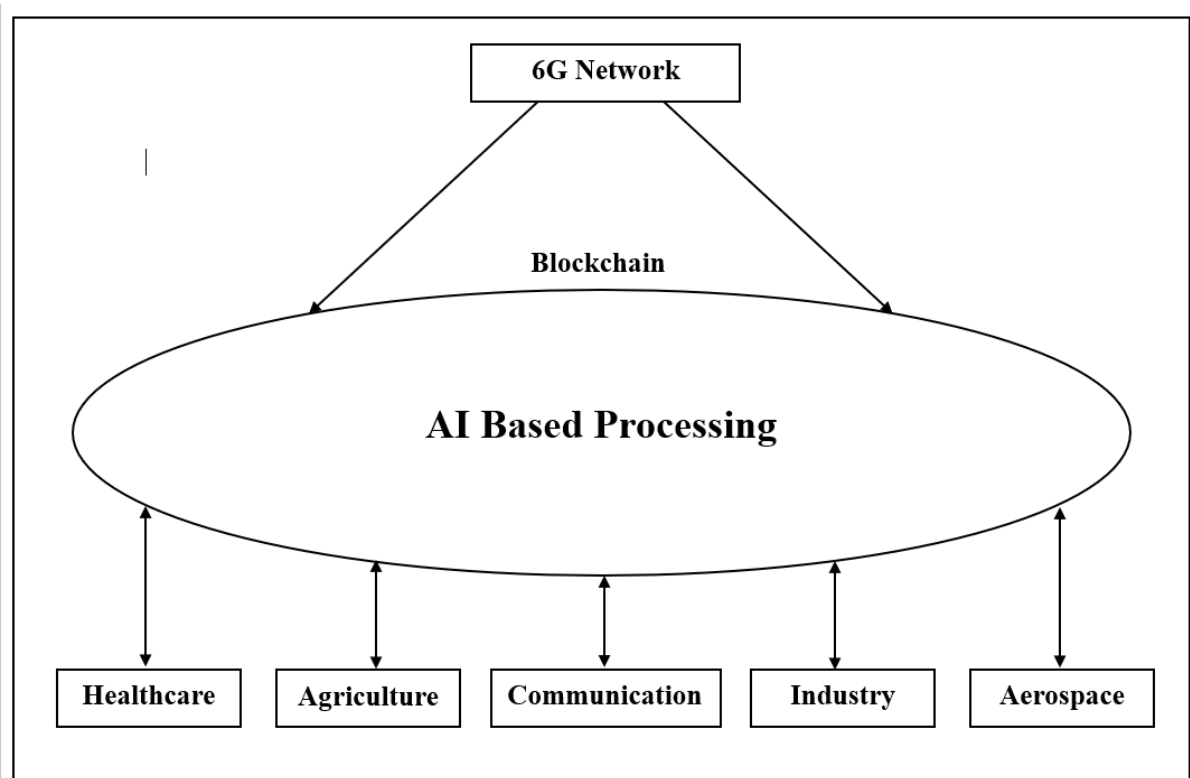 6G Network
Blockchain
AI Based Processing
Healthcare
Agriculture
Communication
Industry
Aerospace